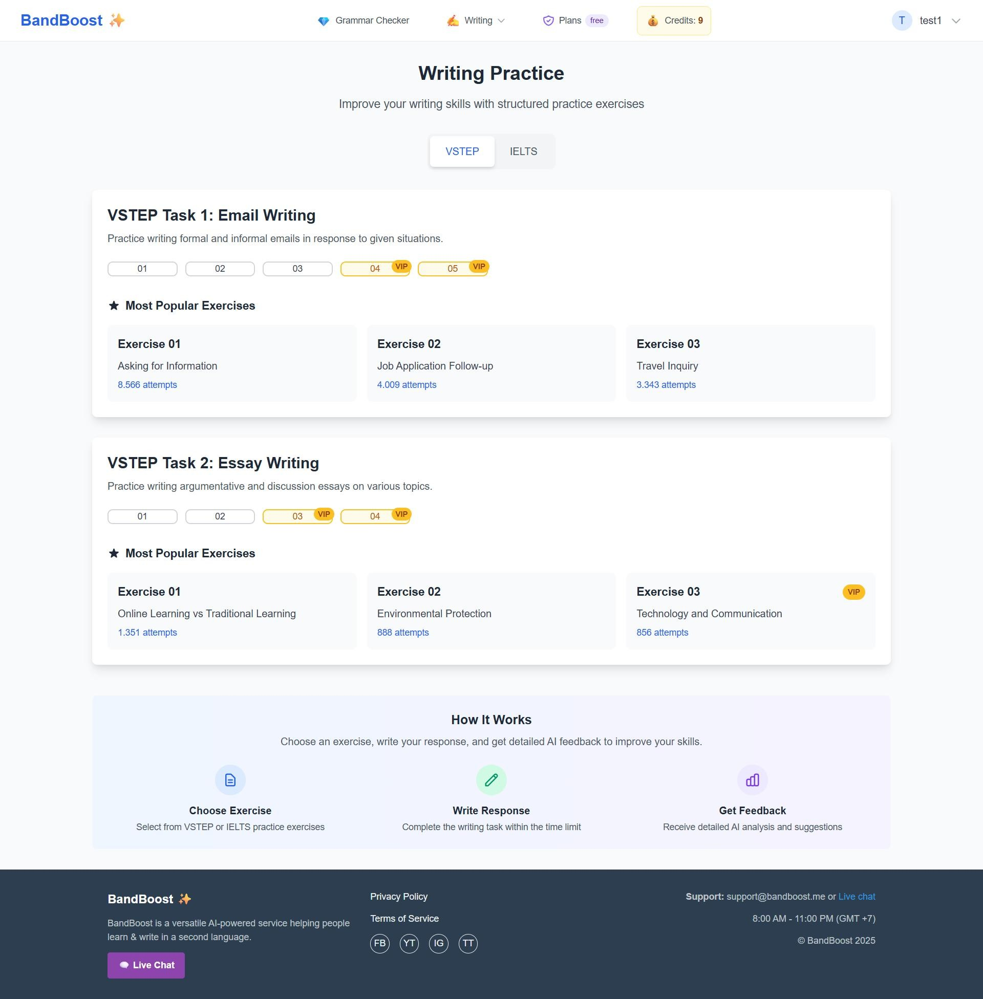 BandBoost ✨
Grammar Checker
Writing
Plans free
Credits: 9
T test1
Writing Practice
Improve your writing skills with structured practice exercises
VSTEP IELTS
VSTEP Task 1: Email Writing
Practice writing formal and informal emails in response to given situations.
01 02 03 04 VIP 05 VIP
Most Popular Exercises
Exercise 01
Asking for Information
8.566 attempts
Exercise 02
Job Application Follow-up
4.009 attempts
Exercise 03
Travel Inquiry
3.343 attempts
VSTEP Task 2: Essay Writing
Practice writing argumentative and discussion essays on various topics.
01 02 03 VIP 04 VIP
Most Popular Exercises
Exercise 01
Online Learning vs Traditional Learning
1.351 attempts
Exercise 02
Environmental Protection
888 attempts
Exercise 03 VIP
Technology and Communication
856 attempts
How It Works
Choose an exercise, write your response, and get detailed AI feedback to improve your skills.
Choose Exercise
Select from VSTEP or IELTS practice exercises
Write Response
Complete the writing task within the time limit
Get Feedback
Receive detailed AI analysis and suggestions
BandBoost ✨
BandBoost is a versatile AI-powered service helping people
learn & write in a second language.
Live Chat
Privacy Policy
Terms of Service
FB YT IG TT
Support: support@bandboost.me or Live chat
8:00 AM - 11:00 PM (GMT +7)
© BandBoost 2025